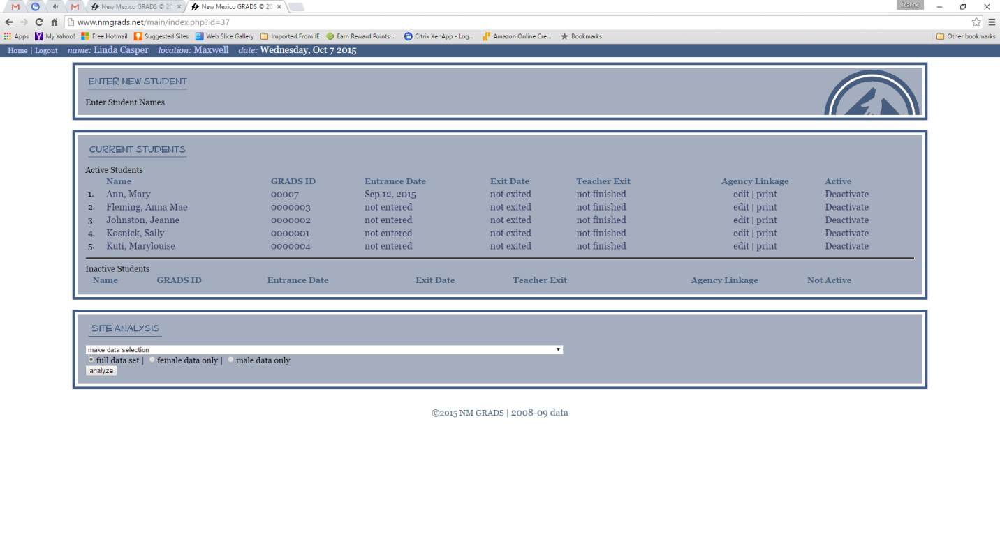 New Mexico GRADS © 20 New Mexico GRADS © 20 Jeanne
www.nmgrads.net/main/index.php?id=37
Apps My Yahoo! Free Hotmail Suggested Sites Web Slice Gallery Imported From IE Earn Reward Points ... Citrix XenApp - Log... Amazon Online Cre... Bookmarks Other bookmarks
Home | Logout name: Linda Casper location: Maxwell date: Wednesday, Oct 7 2015
ENTER NEW STUDENT
Enter Student Names
CURRENT STUDENTS
Active Students
Name GRADS ID Entrance Date Exit Date Teacher Exit Agency Linkage Active
1. Ann, Mary 00007 Sep 12, 2015 not exited not finished edit | print Deactivate
2. Fleming, Anna Mae 0000003 not entered not exited not finished edit | print Deactivate
3. Johnston, Jeanne 0000002 not entered not exited not finished edit | print Deactivate
4. Kosnick, Sally 0000001 not entered not exited not finished edit | print Deactivate
5. Kuti, Marylouise 0000004 not entered not exited not finished edit | print Deactivate
Inactive Students
Name GRADS ID Entrance Date Exit Date Teacher Exit Agency Linkage Not Active
SITE ANALYSIS
make data selection
full data set | female data only | male data only
analyze
©2015 NM GRADS | 2008-09 data